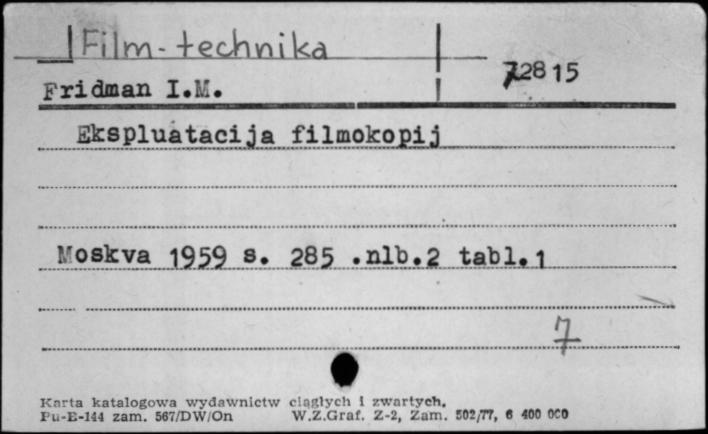 Film-technika
72815
Fridman I.M.
Ekspluatacija filmokopij
Moskva 1959 s. 285 .nlb.2 tabl.1
7
Karta katalogowa wydawnictw ciągłych i zwartych.
Pu-E-144 zam. 567/DW/On W.Z.Graf. Z-2, Zam. 502/77, 6 400 000